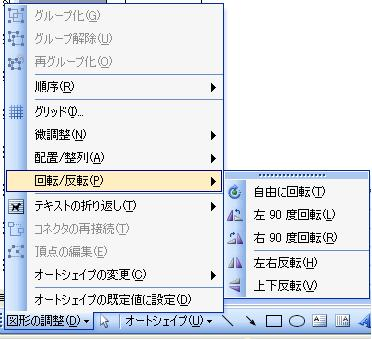 グループ化(G)
グループ解除(U)
再グループ化(O)
順序(R)
グリッド(I)...
微調整(N)
配置/整列(A)
回転/反転(P)
自由に回転(T)
左 90 度回転(L)
右 90 度回転(R)
左右反転(H)
上下反転(V)
テキストの折り返し(T)
コネクタの再接続(T)
頂点の編集(E)
オートシェイプの変更(C)
オートシェイプの既定値に設定(D)
図形の調整(D) オートシェイプ(U)